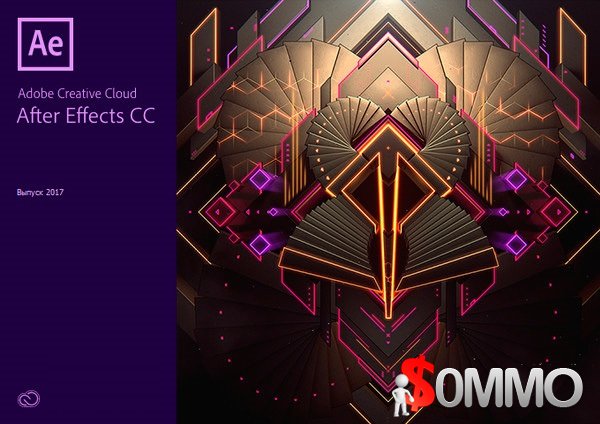 Ae
Adobe Creative Cloud
After Effects CC
Выпуск 2017
$0MMO